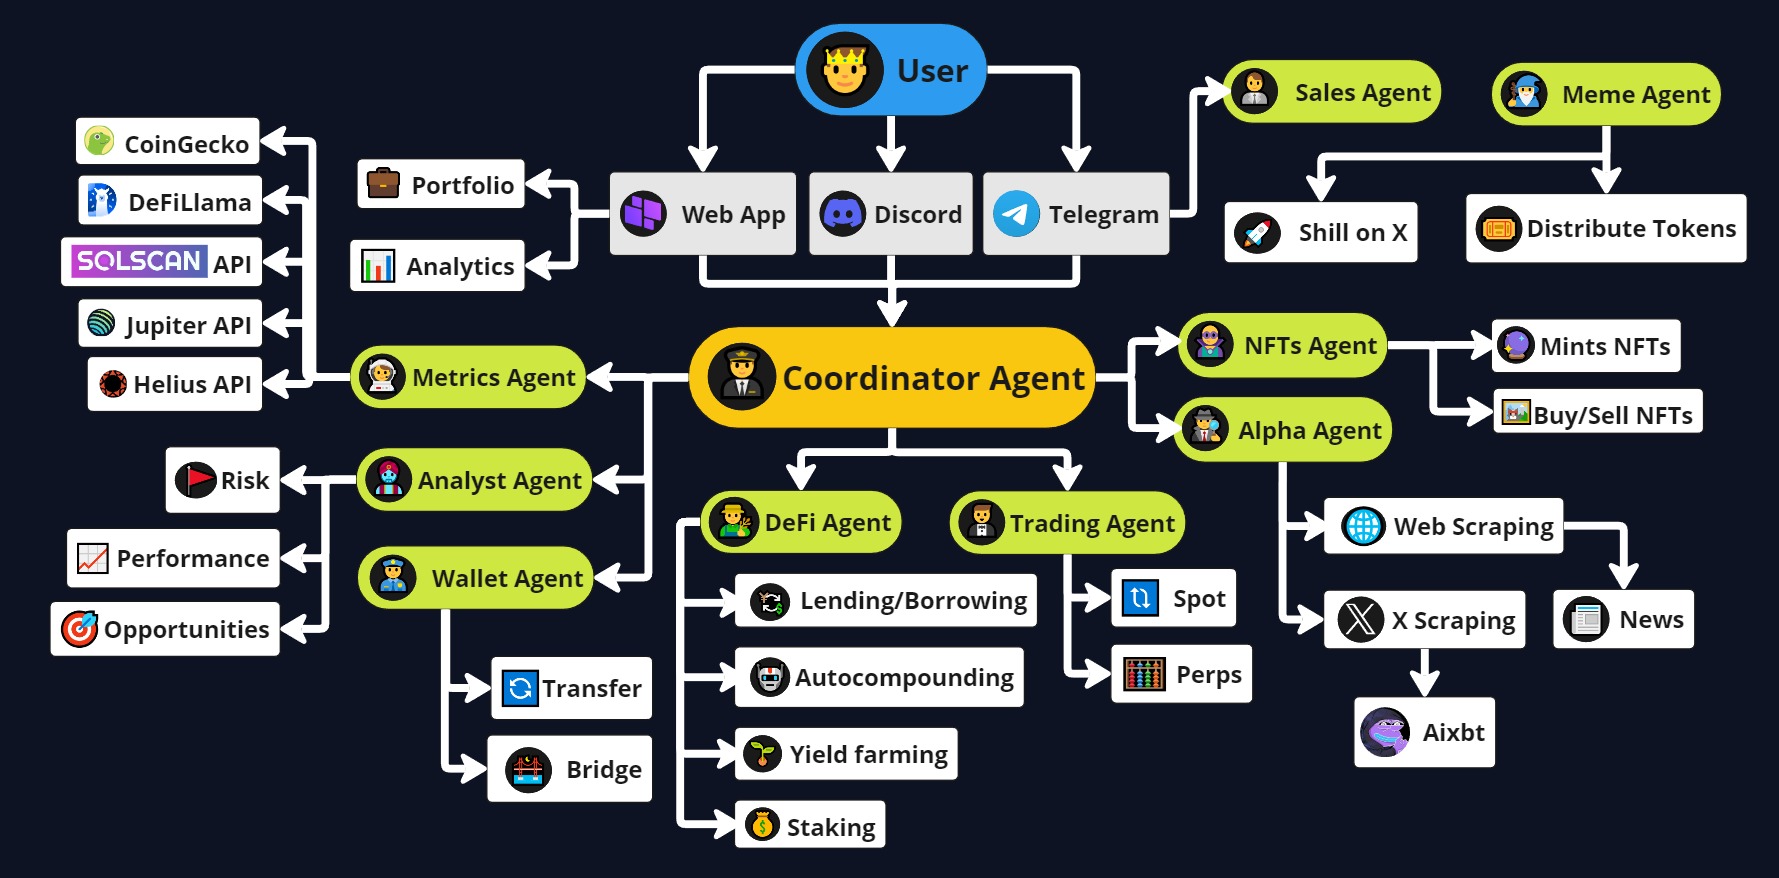 User
Sales Agent
Meme Agent
CoinGecko
DeFiLlama
SOLSCAN API
Jupiter API
Helius API
Portfolio
Analytics
Web App
Discord
Telegram
Shill on X
Distribute Tokens
Coordinator Agent
Metrics Agent
NFTs Agent
Mints NFTs
Buy/Sell NFTs
Alpha Agent
Analyst Agent
Risk
Performance
Opportunities
Wallet Agent
Transfer
Bridge
DeFi Agent
Lending/Borrowing
Autocompounding
Yield farming
Staking
Trading Agent
Spot
Perps
Web Scraping
X Scraping
News
Aixbt